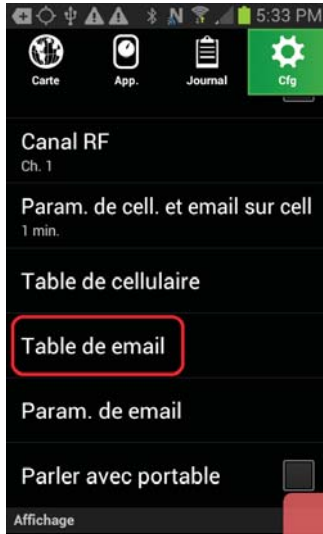 5:33 PM
Carte App. Journal Cfg
Canal RF
Ch. 1
Param. de cell. et email sur cell
1 min.
Table de cellulaire
Table de email
Param. de email
Parler avec portable
Affichage